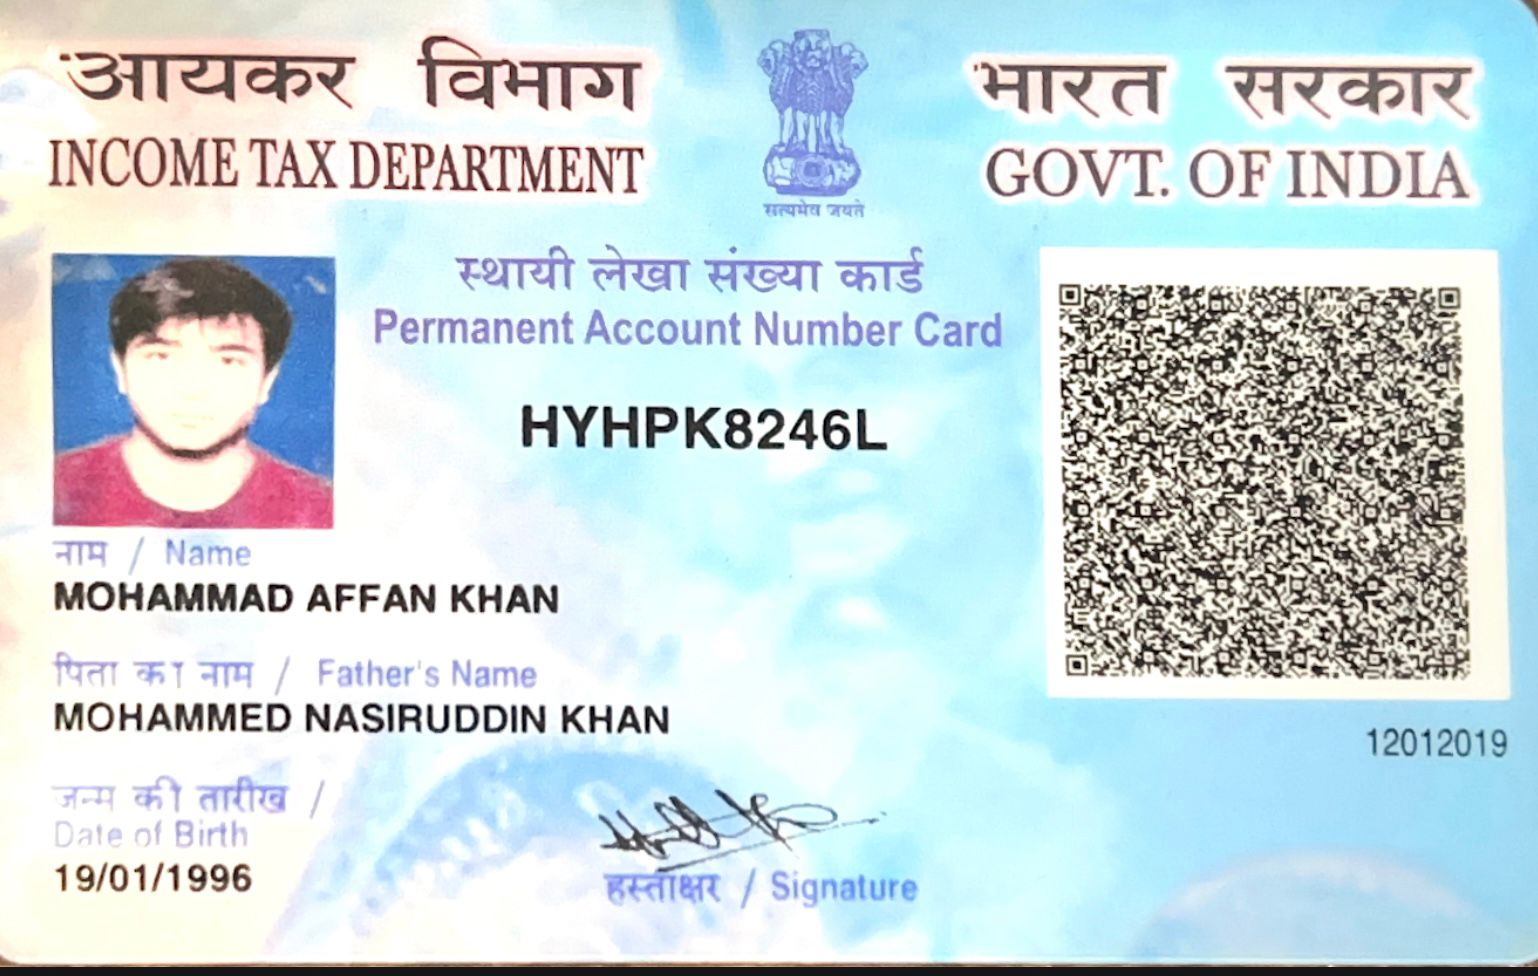 आयकर विभाग
INCOME TAX DEPARTMENT
भारत सरकार
GOVT. OF INDIA
सत्यमेव जयते
स्थायी लेखा संख्या कार्ड
Permanent Account Number Card
HYHPK8246L
नाम / Name
MOHAMMAD AFFAN KHAN
पिता का नाम / Father's Name
MOHAMMED NASIRUDDIN KHAN
12012019
जन्म की तारीख /
Date of Birth
19/01/1996
हस्ताक्षर / Signature